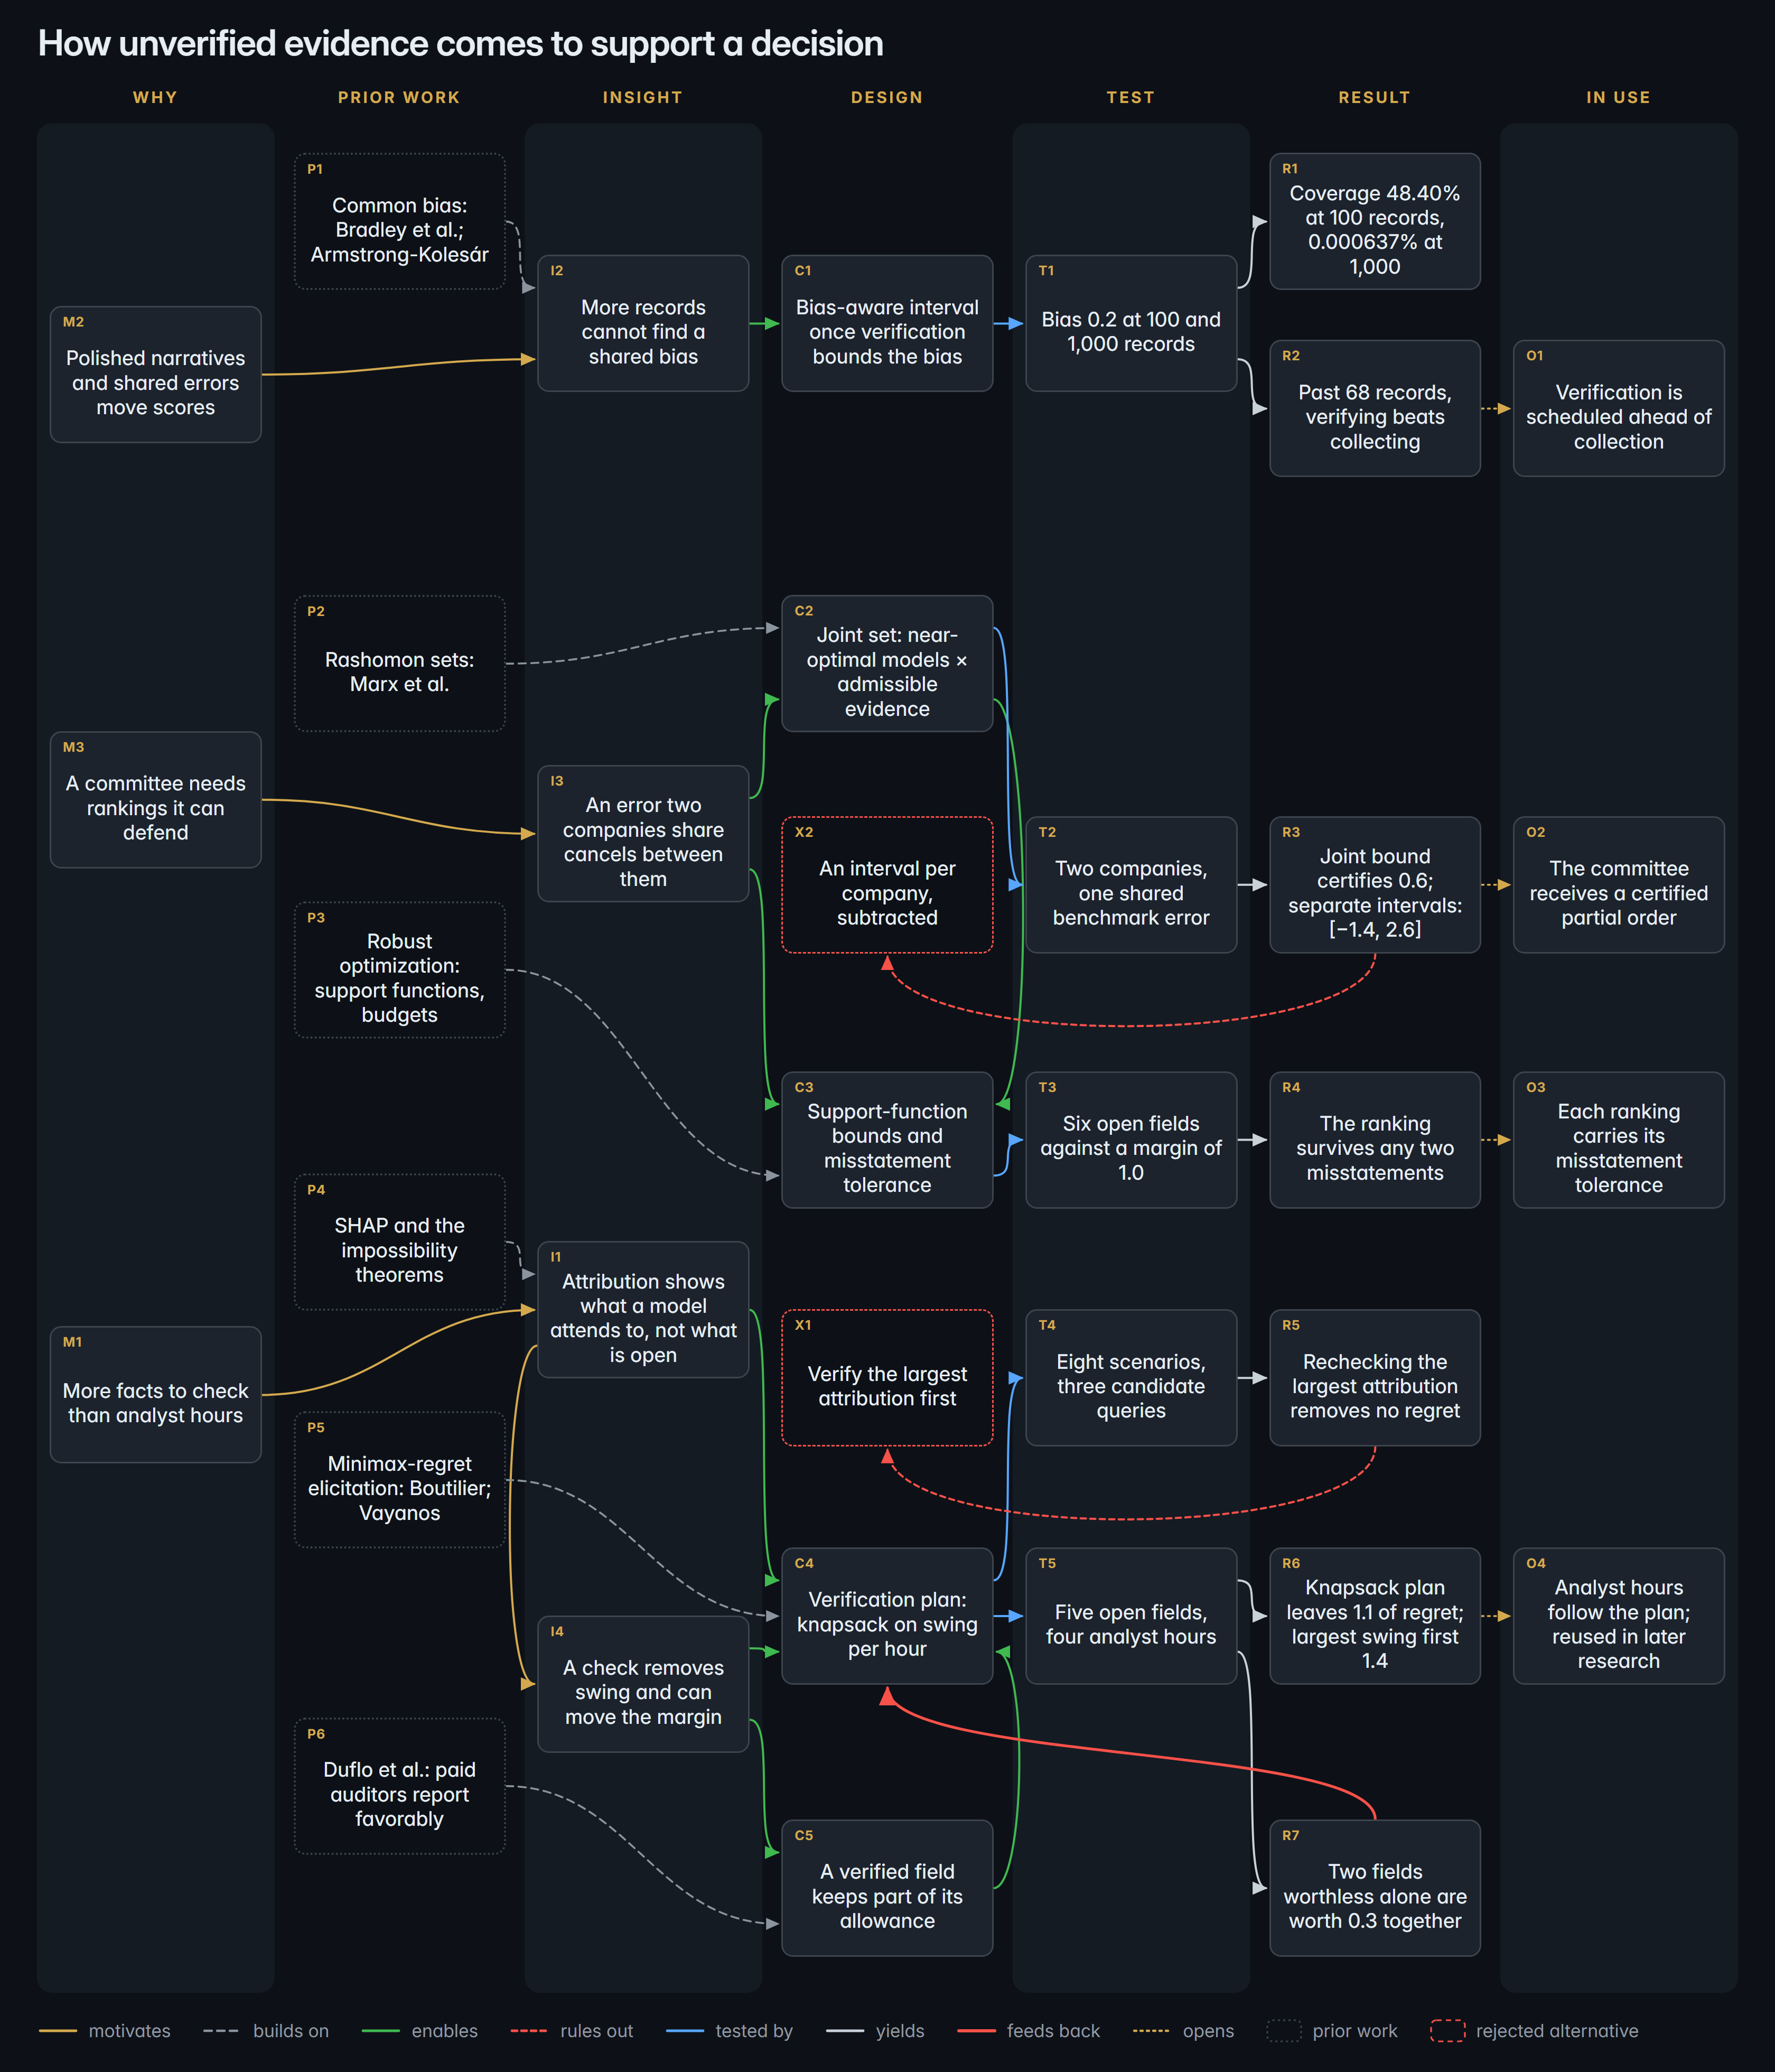 How unverified evidence comes to support a decision
WHY
PRIOR WORK
INSIGHT
DESIGN
TEST
RESULT
IN USE
M2
Polished narratives
and shared errors
move scores
M3
A committee needs
rankings it can
defend
M1
More facts to check
than analyst hours
P1
Common bias:
Bradley et al.;
Armstrong-Kolesár
P2
Rashomon sets:
Marx et al.
P3
Robust
optimization:
support functions,
budgets
P4
SHAP and the
impossibility
theorems
P5
Minimax-regret
elicitation: Boutilier;
Vayanos
P6
Duflo et al.: paid
auditors report
favorably
I2
More records
cannot find a
shared bias
I3
An error two
companies share
cancels between
them
I1
Attribution shows
what a model
attends to, not what
is open
I4
A check removes
swing and can
move the margin
C1
Bias-aware interval
once verification
bounds the bias
C2
Joint set: near-
optimal models ×
admissible
evidence
X2
An interval per
company,
subtracted
C3
Support-function
bounds and
misstatement
tolerance
X1
Verify the largest
attribution first
C4
Verification plan:
knapsack on swing
per hour
C5
A verified field
keeps part of its
allowance
T1
Bias 0.2 at 100 and
1,000 records
T2
Two companies,
one shared
benchmark error
T3
Six open fields
against a margin of
1.0
T4
Eight scenarios,
three candidate
queries
T5
Five open fields,
four analyst hours
R1
Coverage 48.40%
at 100 records,
0.000637% at
1,000
R2
Past 68 records,
verifying beats
collecting
R3
Joint bound
certifies 0.6;
separate intervals:
[−1.4, 2.6]
R4
The ranking
survives any two
misstatements
R5
Rechecking the
largest attribution
removes no regret
R6
Knapsack plan
leaves 1.1 of regret;
largest swing first
1.4
R7
Two fields
worthless alone are
worth 0.3 together
O1
Verification is
scheduled ahead of
collection
O2
The committee
receives a certified
partial order
O3
Each ranking
carries its
misstatement
tolerance
O4
Analyst hours
follow the plan;
reused in later
research
motivates
builds on
enables
rules out
tested by
yields
feeds back
opens
prior work
rejected alternative